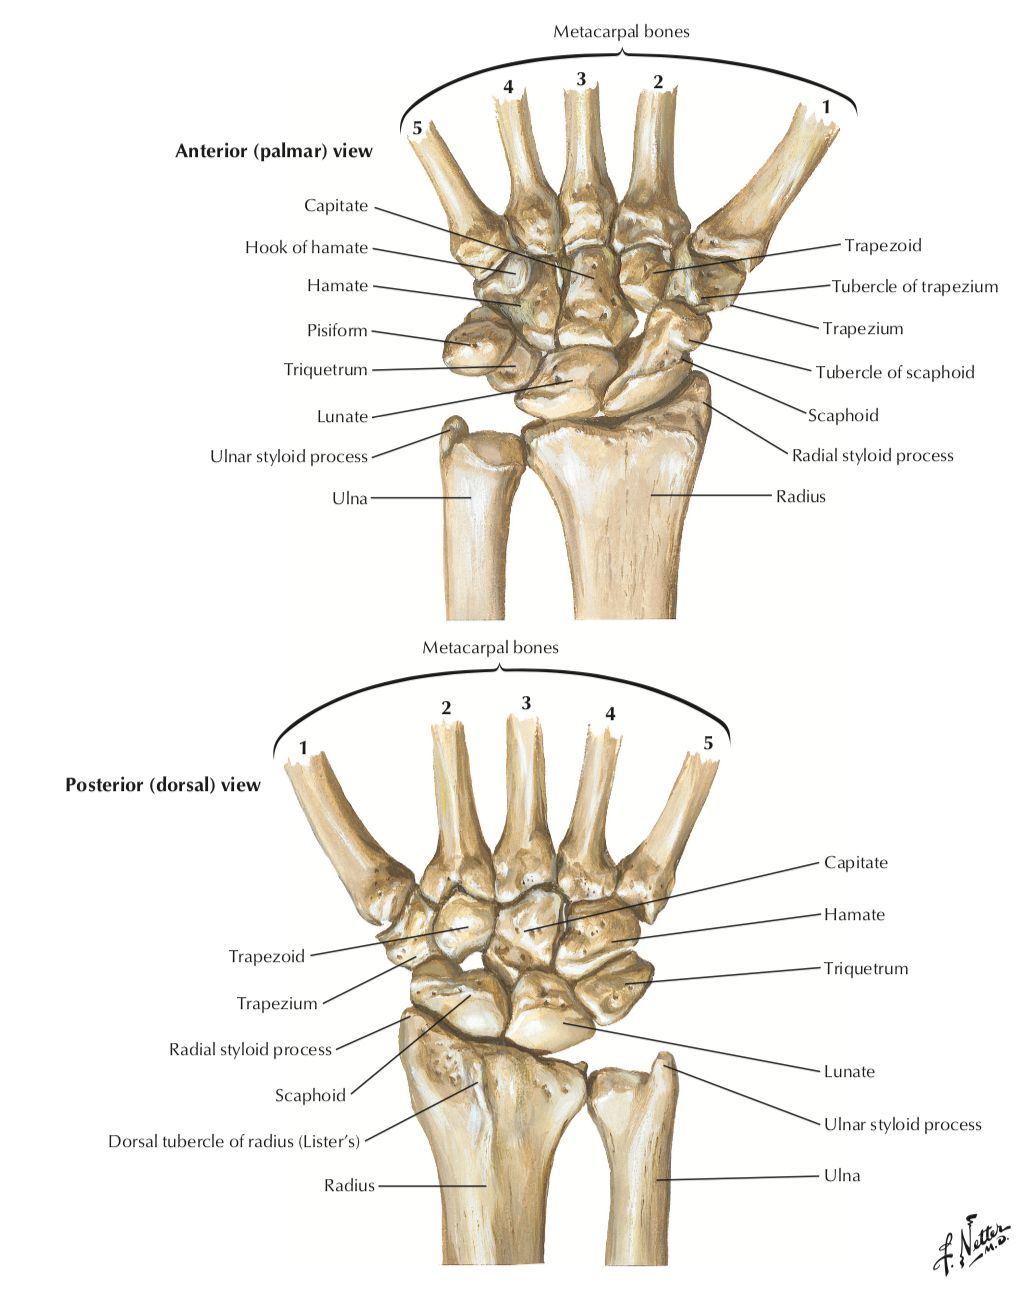 Metacarpal bones
4
3
2
1
5
Anterior (palmar) view
Capitate
Hook of hamate
Hamate
Pisiform
Triquetrum
Lunate
Ulnar styloid process
Ulna
Trapezoid
Tubercle of trapezium
Trapezium
Tubercle of scaphoid
Scaphoid
Radial styloid process
Radius
Metacarpal bones
2
3
4
1
5
Posterior (dorsal) view
Trapezoid
Trapezium
Radial styloid process
Scaphoid
Dorsal tubercle of radius (Lister’s)
Radius
Capitate
Hamate
Triquetrum
Lunate
Ulnar styloid process
Ulna
F. Netter
M.D.